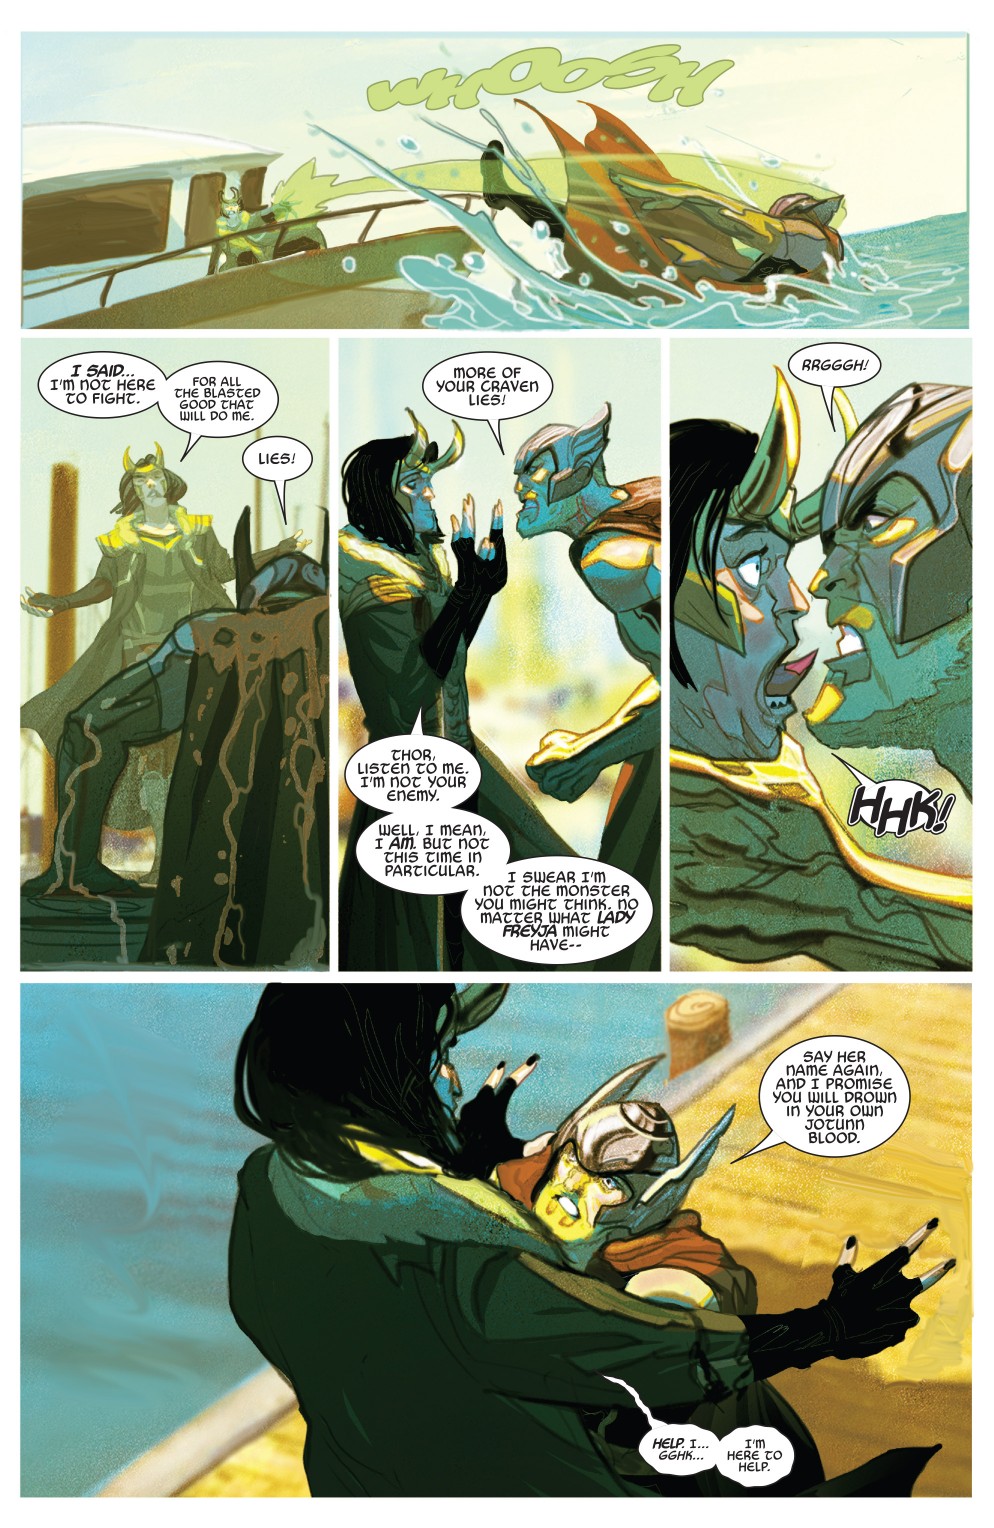 WHOOSH
I SAID...
I'M NOT HERE
TO FIGHT.
FOR ALL
THE BLASTED
GOOD THAT
WILL DO ME.
LIES!
MORE OF
YOUR CRAVEN
LIES!
THOR,
LISTEN TO ME.
I'M NOT YOUR
ENEMY.
WELL, I MEAN,
I AM. BUT NOT
THIS TIME IN
PARTICULAR.
I SWEAR I'M
NOT THE MONSTER
YOU MIGHT THINK. NO
MATTER WHAT LADY
FREYJA MIGHT
HAVE--
RRGGGH!
HHK!
SAY HER
NAME AGAIN,
AND I PROMISE
YOU WILL DROWN
IN YOUR OWN
JOTUNN
BLOOD.
HELP. I...
GGHK...
I'M
HERE TO
HELP.